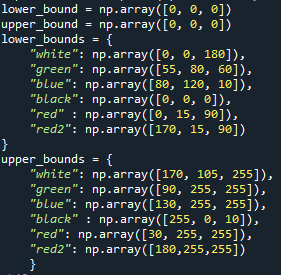 lower_bound = np.array([0, 0, 0])
upper_bound = np.array([0, 0, 0])
lower_bounds = {
    "white": np.array([0, 0, 180]),
    "green": np.array([55, 80, 60]),
    "blue": np.array([80, 120, 10]),
    "black": np.array([0, 0, 0]),
    "red" : np.array([0, 15, 90]),
    "red2": np.array([170, 15, 90])
}
upper_bounds = {
    "white": np.array([170, 105, 255]),
    "green": np.array([90, 255, 255]),
    "blue": np.array([130, 255, 255]),
    "black" : np.array([255, 0, 10]),
    "red": np.array([30, 255, 255]),
    "red2": np.array([180,255,255])
    }